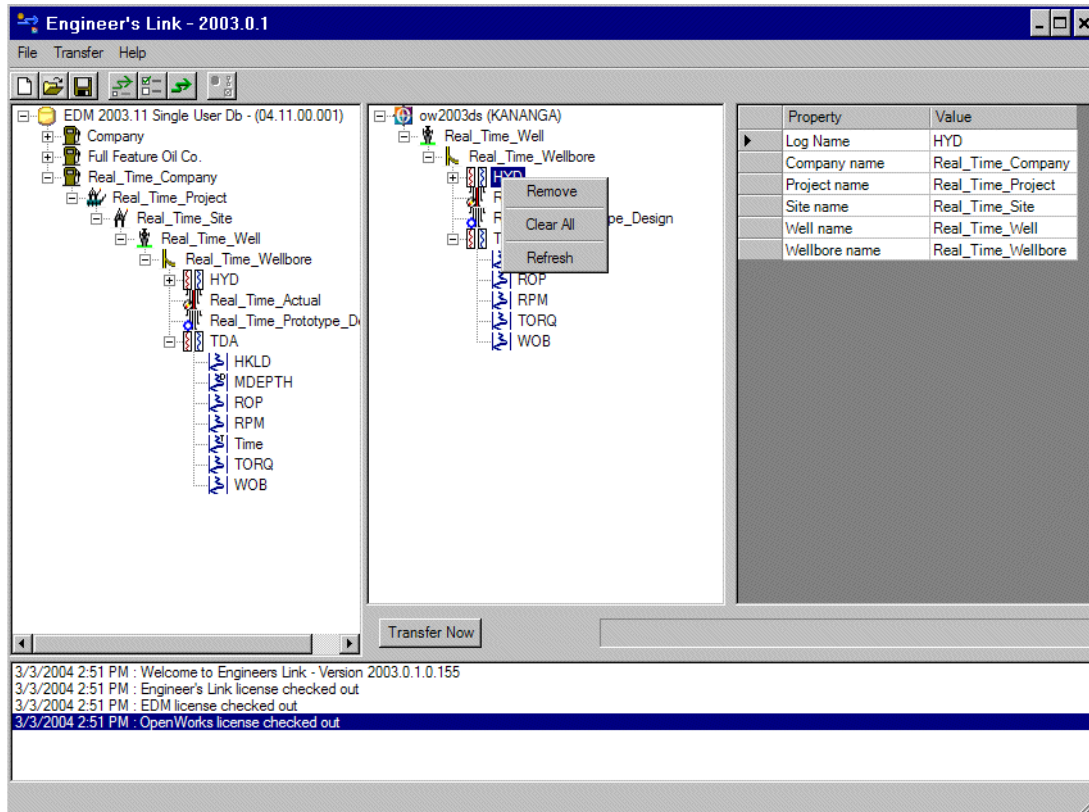 Engineer's Link - 2003.0.1
File Transfer Help
EDM 2003.11 Single User Db - (04.11.00.001)
Company
Full Feature Oil Co.
Real_Time_Company
Real_Time_Project
Real_Time_Site
Real_Time_Well
Real_Time_Wellbore
HYD
Real_Time_Actual
Real_Time_Prototype_D
TDA
HKLD
MDEPTH
ROP
RPM
Time
TORQ
WOB
ow2003ds (KANANGA)
Real_Time_Well
Real_Time_Wellbore
HYD
R
R pe_Design
T
ROP
RPM
TORQ
WOB
Remove
Clear All
Refresh
Property Value
Log Name HYD
Company name Real_Time_Company
Project name Real_Time_Project
Site name Real_Time_Site
Well name Real_Time_Well
Wellbore name Real_Time_Wellbore
Transfer Now
3/3/2004 2:51 PM : Welcome to Engineers Link - Version 2003.0.1.0.155
3/3/2004 2:51 PM : Engineer's Link license checked out
3/3/2004 2:51 PM : EDM license checked out
3/3/2004 2:51 PM : OpenWorks license checked out